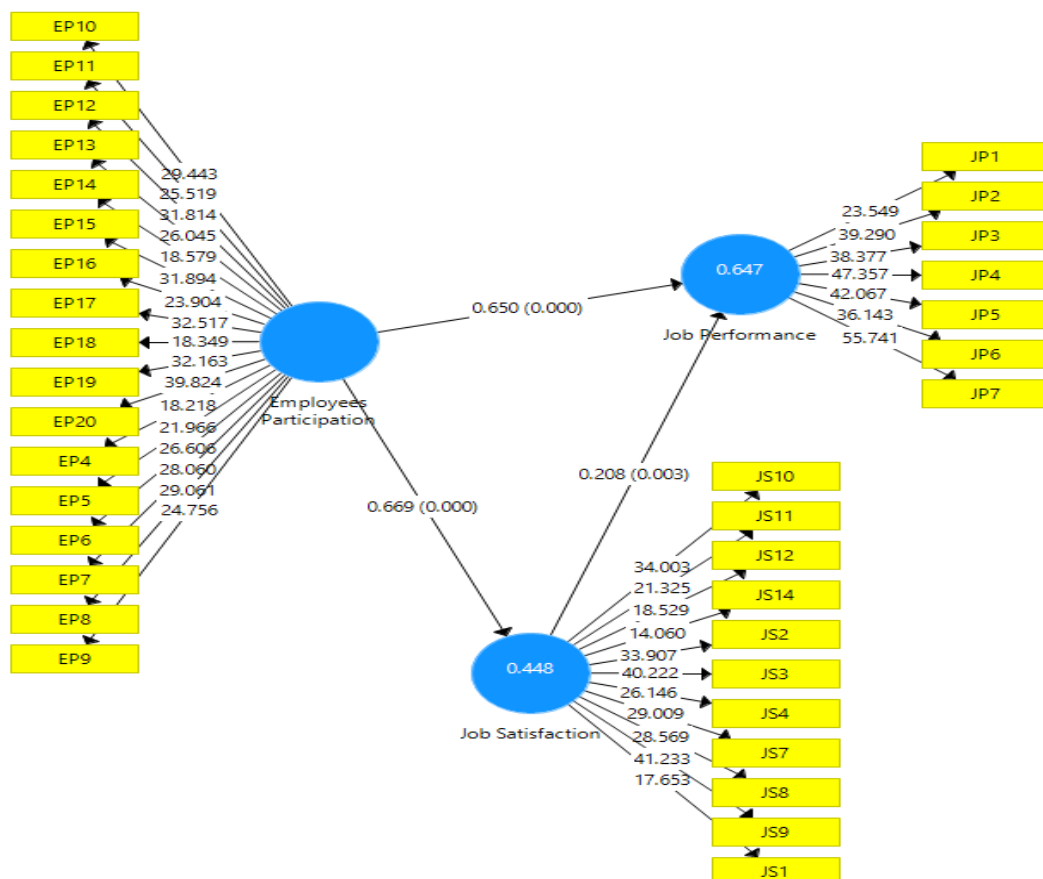 EP10
EP11
EP12
EP13
EP14
EP15
EP16
EP17
EP18
EP19
EP20
EP4
EP5
EP6
EP7
EP8
EP9
29.443
25.519
31.814
26.045
18.579
31.894
23.904
32.517
18.349
32.163
39.824
18.218
21.966
26.606
28.060
29.061
24.756
Employees
Participation
0.650 (0.000)
0.669 (0.000)
0.208 (0.003)
0.647
Job Performance
23.549
39.290
38.377
47.357
42.067
36.143
55.741
JP1
JP2
JP3
JP4
JP5
JP6
JP7
0.448
Job Satisfaction
34.003
21.325
18.529
14.060
33.907
40.222
26.146
29.009
28.569
41.233
17.653
JS10
JS11
JS12
JS14
JS2
JS3
JS4
JS7
JS8
JS9
JS1